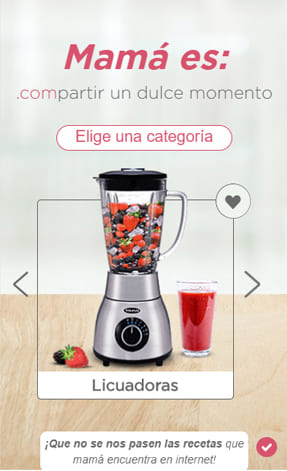 Mamá es:
.compartir un dulce momento
Elige una categoría
Licuadoras
¡Que no se nos pasen las recetas que
mamá encuentra en internet!